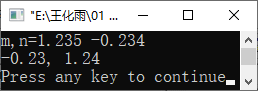 "E:\王化雨\01 ...
m,n=1.235 -0.234
-0.23, 1.24
Press any key to continue